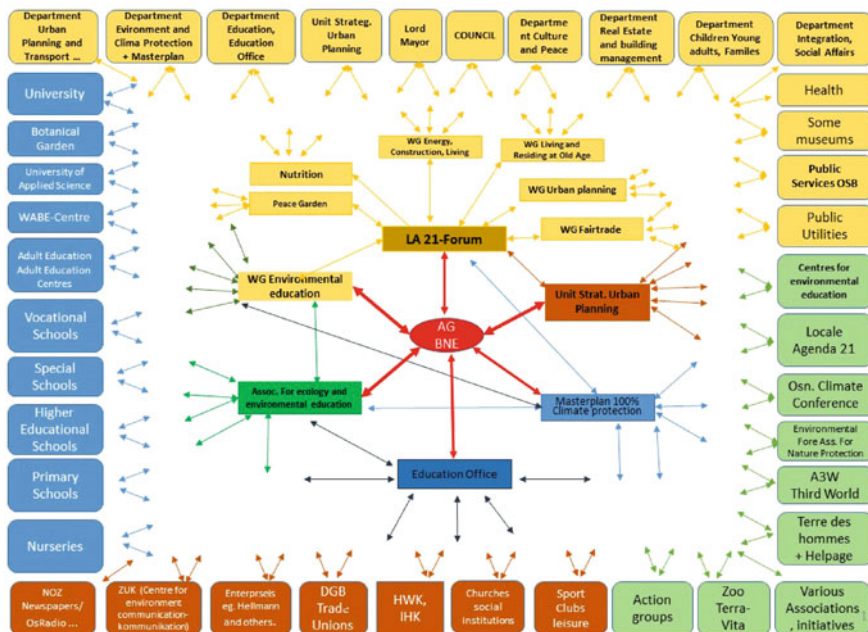 Department
Urban
Planning and
Transport ...
Department
Evironment and
Clima Protection
+ Masterplan
Department
Education,
Education
Office
Unit Strateg.
Urban
Planning
Lord
Mayor
COUNCIL
Departme
nt Culture
and Peace
Department
Real Estate
and building
management
Department
Children Young
adults, Familes
Department
Integration,
Social Affairs
University
Botanical
Garden
University of
Applied Science
WABE-Centre
Adult Education
Adult Education
Centres
Vocational
Schools
Special
Schools
Higher
Educational
Schools
Primary
Schools
Nurseries
WG Energy,
Construction, Living
WG Living and
Residing at Old Age
Nutrition
WG Urban planning
Peace Garden
WG Fairtrade
LA 21-Forum
WG Environmental
education
Unit Strat. Urban
Planning
AG
BNE
Assoc. For ecology and
environmental education
Masterplan 100%
Climate protection
Education Office
Health
Some
museums
Public
Services OSB
Public
Utilities
Centres for
environmental
education
Locale
Agenda 21
Osn. Climate
Conference
Environmental
Fore Ass. For
Nature Protection
A3W
Third World
Terre des
hommes
+ Helpage
NOZ
Newspapers/
OsRadio ...
ZUK (Centre for
environment
communication-
kommunikation)
Enterprseis
eg. Hellmann
and others.
DGB
Trade
Unions
HWK,
IHK
Churches
social
institutions
Sport
Clubs
leisure
Action
groups
Zoo
Terra-
Vita
Various
Associations
, initiatives